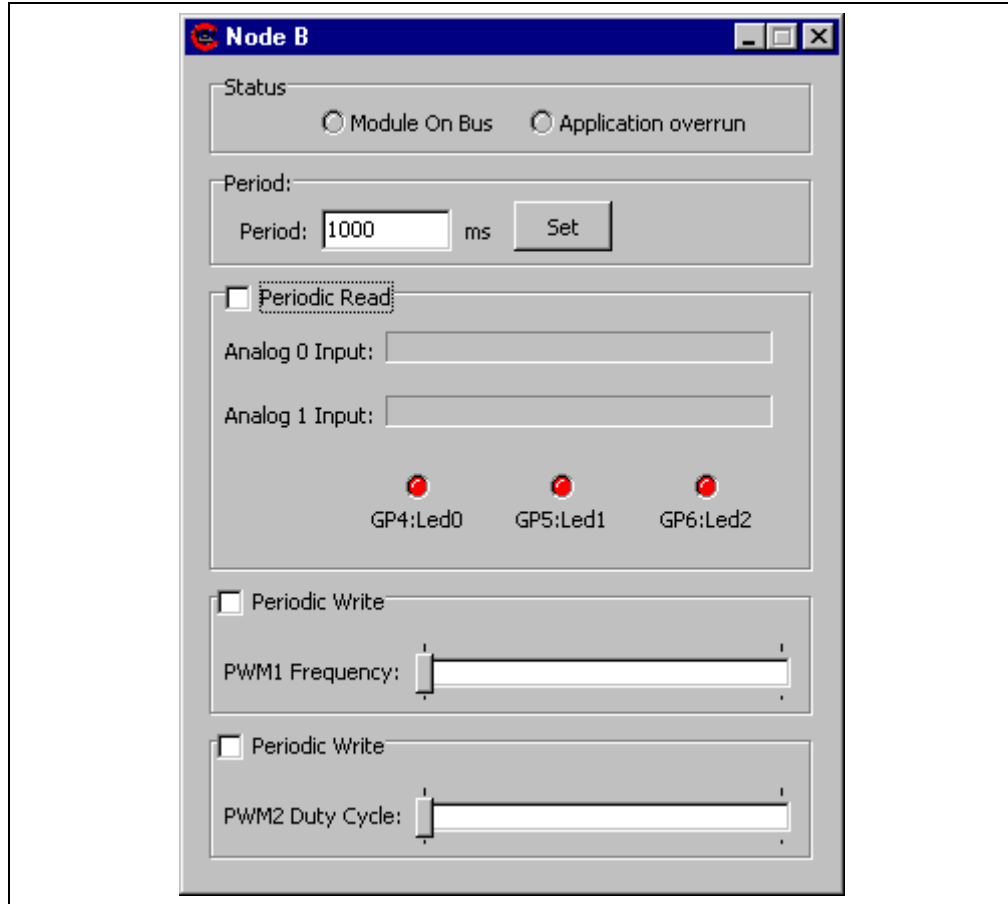 Node B
Status
Module On Bus Application overrun
Period:
Period: 1000 ms Set
Periodic Read
Analog 0 Input:
Analog 1 Input:
GP4:Led0 GP5:Led1 GP6:Led2
Periodic Write
PWM1 Frequency:
Periodic Write
PWM2 Duty Cycle: